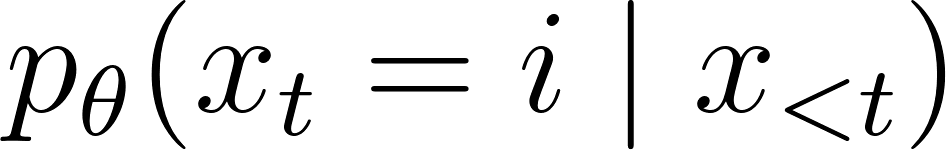 p_θ(x_t = i | x_{<t})